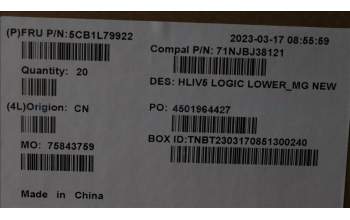 (P)FRU P/N:5CB1L79922
2023-03-17 08:55:59
Compal P/N: 71NJBJ38121
Quantity: 20
DES: HLIV5 LOGIC LOWER_MG NEW
(4L)Origion: CN
PO: 4501964427
MO: 75843759
BOX ID:TNBT2303170851300240
Made in China